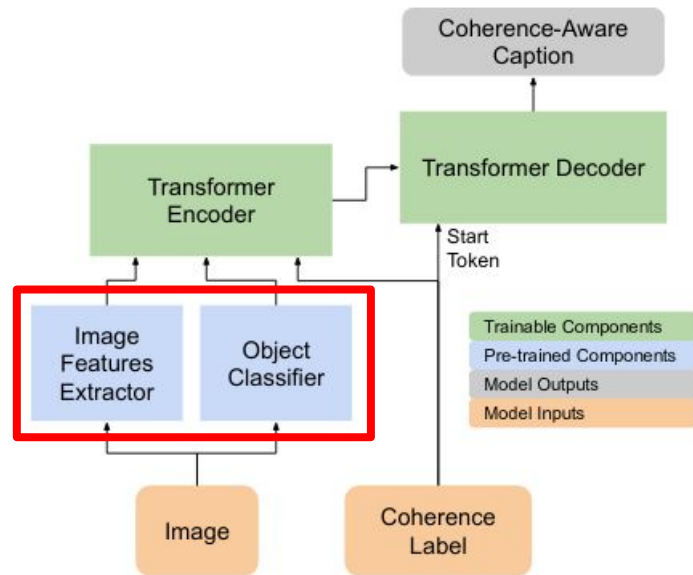 Coherence-Aware
Caption
Transformer
Encoder
Transformer Decoder
Start
Token
Image
Features
Extractor
Object
Classifier
Trainable Components
Pre-trained Components
Model Outputs
Model Inputs
Image
Coherence
Label